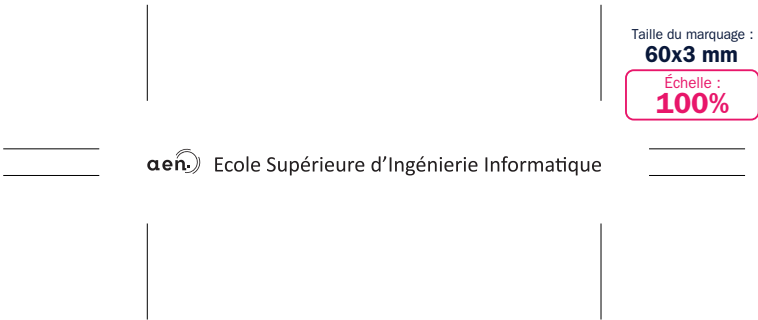 Taille du marquage :
60x3 mm
Échelle :
100%
aen. Ecole Supérieure d’Ingénierie Informatique